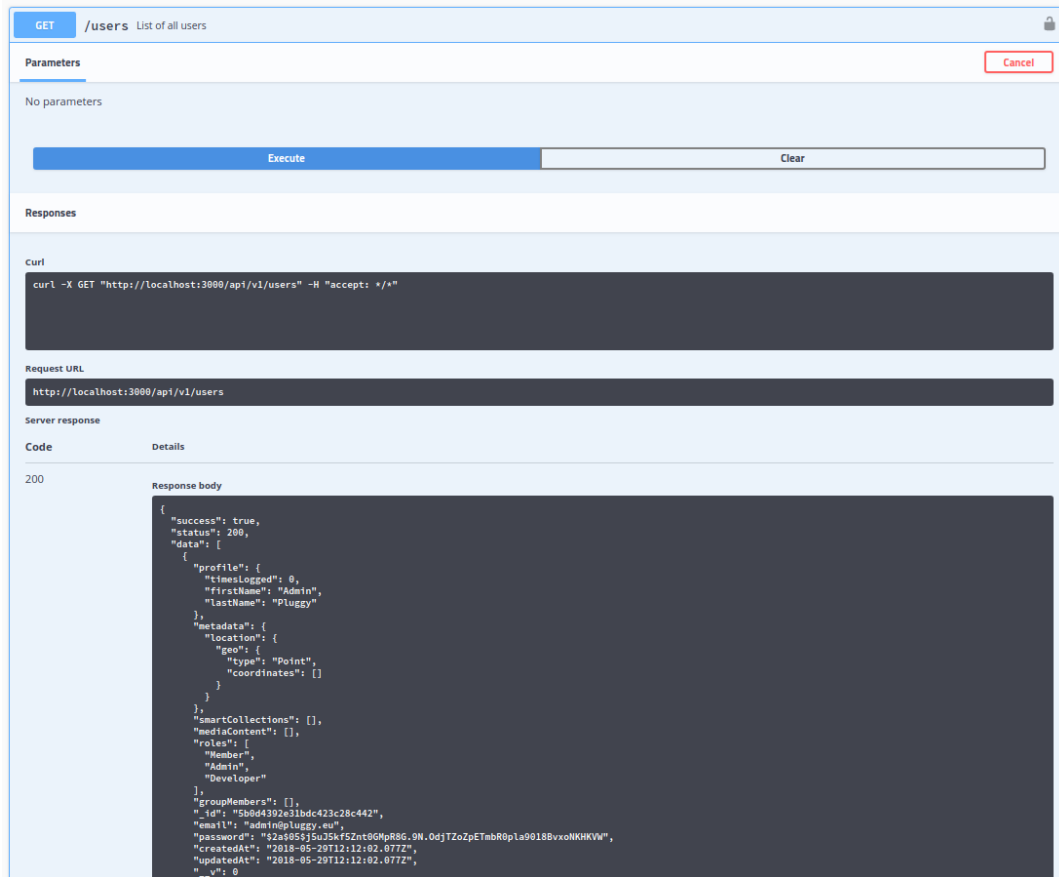 GET /users List of all users
Parameters
Cancel
No parameters
Execute
Clear
Responses
Curl
curl -X GET "http://localhost:3000/api/v1/users" -H "accept: */*"
Request URL
http://localhost:3000/api/v1/users
Server response
Code Details
200
Response body
{
  "success": true,
  "status": 200,
  "data": [
    {
      "profile": {
        "timesLogged": 0,
        "firstName": "Admin",
        "lastName": "Pluggy"
      },
      "metadata": {
        "location": {
          "geo": {
            "type": "Point",
            "coordinates": []
          }
        }
      },
      "smartCollections": [],
      "mediaContent": [],
      "roles": [
        "Member",
        "Admin",
        "Developer"
      ],
      "groupMembers": [],
      "_id": "5b0d4392e31bdc423c28c442",
      "email": "admin@pluggy.eu",
      "password": "$2a$05$j5uJ5kf5Znt0GMpR8G.9N.OdjTZoZpETmbR0pla9018BvxoNKHKVW",
      "createdAt": "2018-05-29T12:12:02.077Z",
      "updatedAt": "2018-05-29T12:12:02.077Z",
      "__v": 0